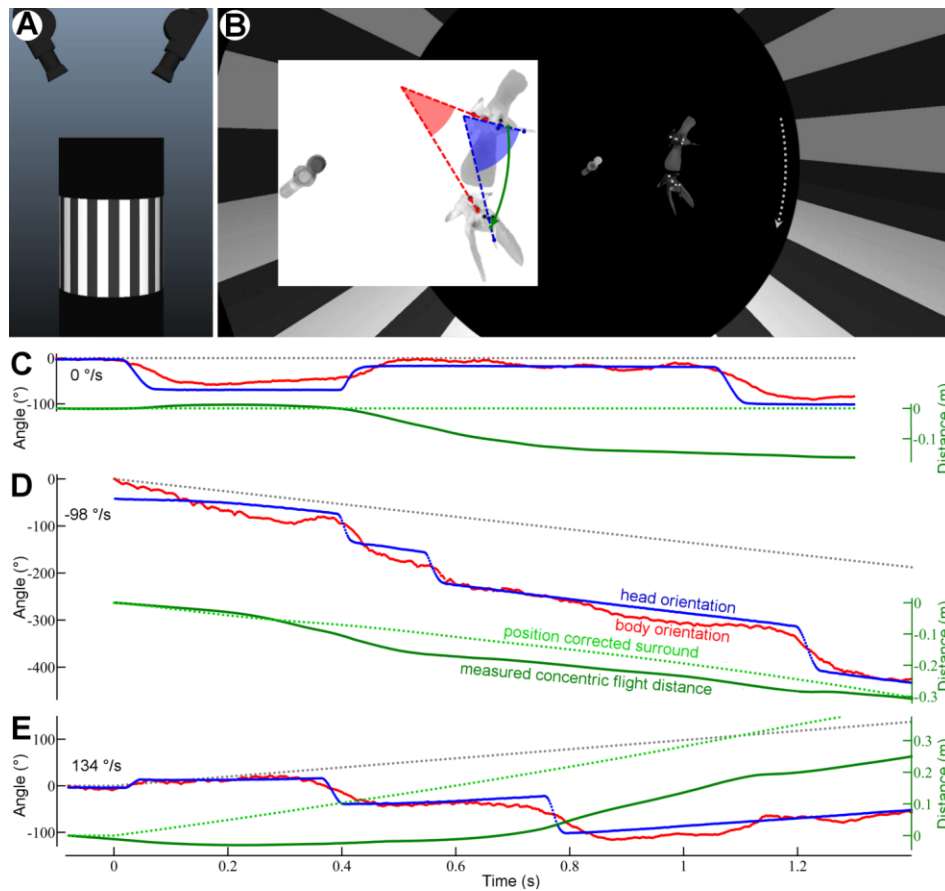 A
B
C
0
100
Angle (°)
0 °/s
0
-0.1
Distance (m)
D
0
-100
-200
-300
-400
Angle (°)
-98 °/s
head orientation
body orientation
position corrected surround
measured concentric flight distance
0
-0.1
-0.2
-0.3
Distance (m)
E
100
0
-100
Angle (°)
134 °/s
0.3
0.2
0.1
0
Distance (m)
0 0.2 0.4 0.6 0.8 1 1.2
Time (s)